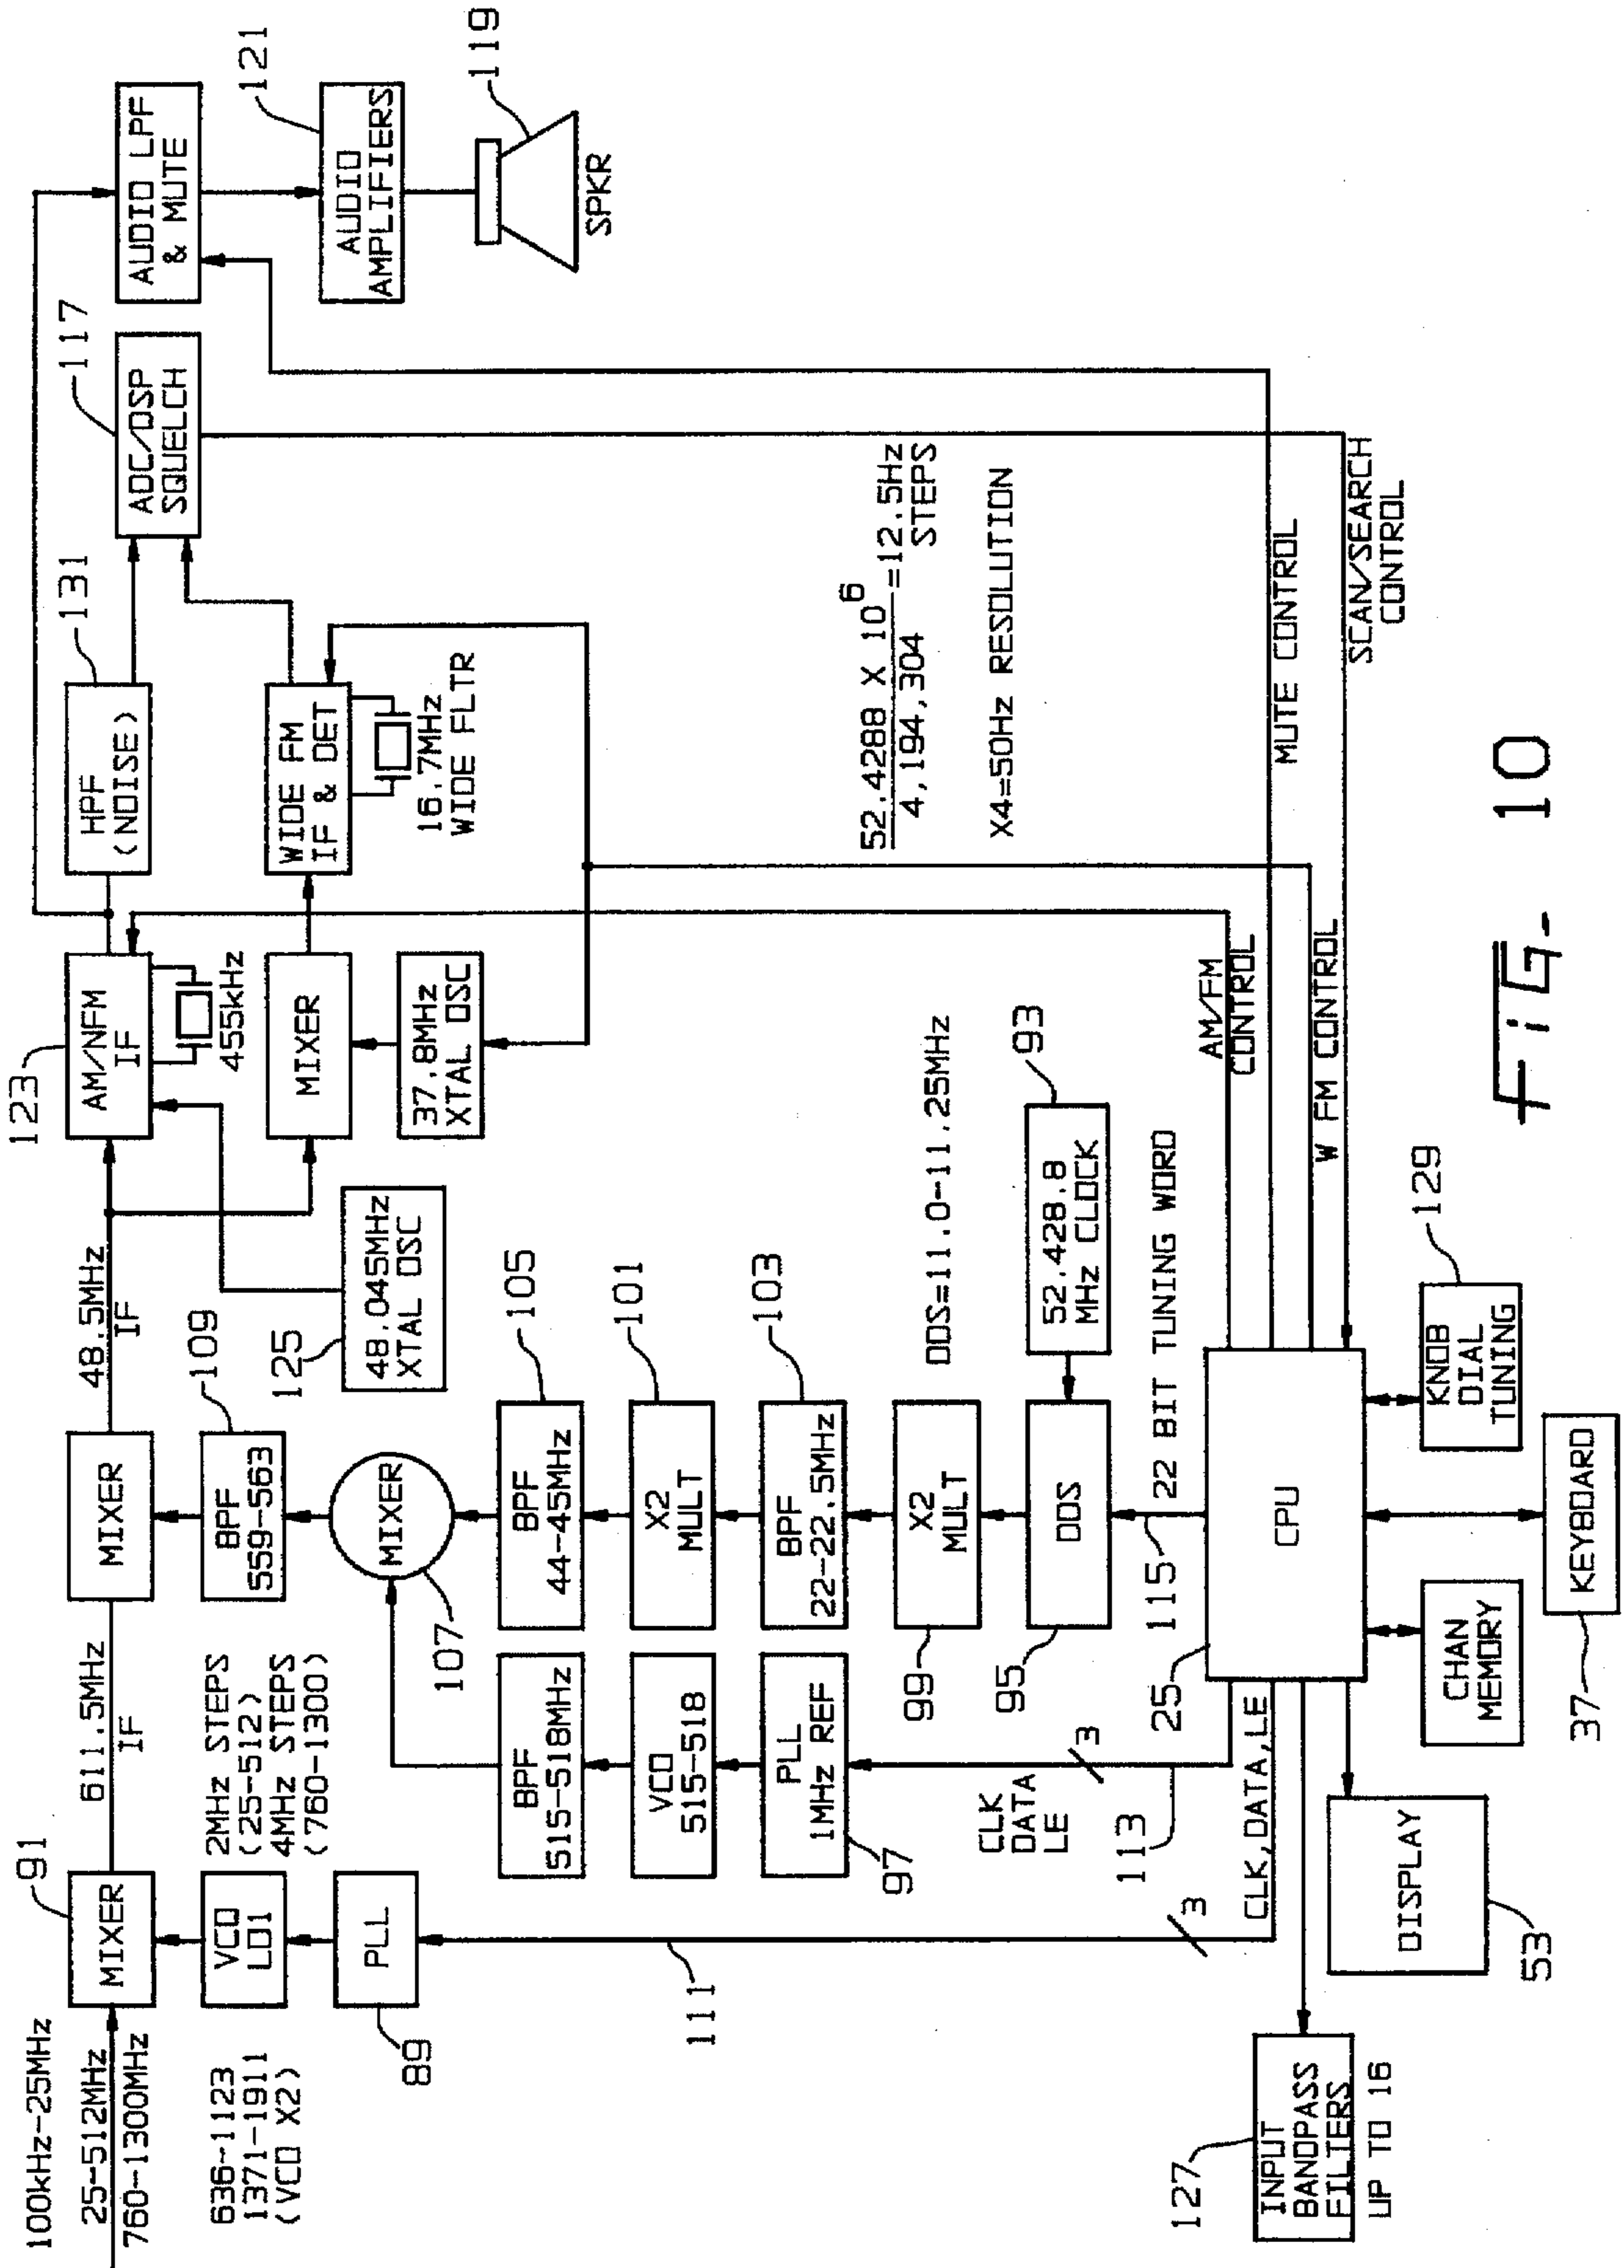 100kHz-25MHz
25-512MHz
760-1300MHz
91
MIXER
611.5MHz
IF
MIXER
48.5MHz
IF
123
AM/NFM
IF
455kHz
HPF
(NOISE)
131
ADC/DSP
SQUELCH
117
AUDIO LPF
& MUTE
AUDIO
AMPLIFIERS
121
SPKR
119
636-1123
1371-1911
(VCO X2)
VCO
LO1
2MHz STEPS
(25-512)
4MHz STEPS
(760-1300)
PLL
89
BPF
559-563
109
MIXER
107
48.045MHz
XTAL OSC
125
MIXER
37.8MHz
XTAL OSC
WIDE FM
IF & DET
16.7MHz
WIDE FLTR
BPF
515-518MHz
BPF
44-45MHz
105
VCO
515-518
X2
MULT
101
PLL
1MHz REF
97
BPF
22-22.5MHz
103
X2
MULT
99
DDS=11.0-11.25MHz
DDS
95
52.428.8
MHz CLOCK
93
52.4288 X 10^6
4,194,304
=12.5Hz
STEPS
X4=50Hz RESOLUTION
CLK
DATA
LE
3
113
115
22 BIT TUNING WORD
111
3
CLK,DATA,LE
25
CPU
AM/FM
CONTROL
MUTE CONTROL
W FM CONTROL
SCAN/SEARCH
CONTROL
127
INPUT
BANDPASS
FILIERS
UP TO 16
DISPLAY
53
CHAN
MEMORY
KEYBOARD
37
KNOB
DIAL
TUNING
129
FiG- 10